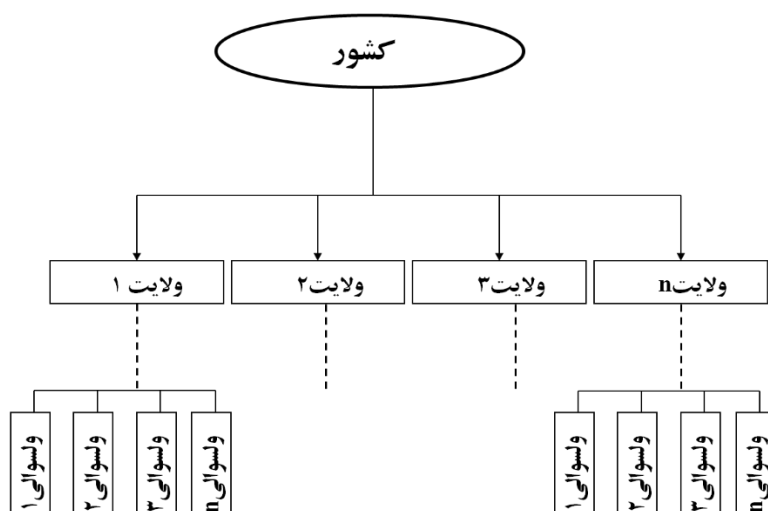 کشور
ولایت ۱
ولایت۲
ولایت۳
ولایتn
ولسوالی۱
ولسوالی۲
ولسوالی۳
ولسوالیn
ولسوالی۱
ولسوالی۲
ولسوالی۳
ولسوالیn